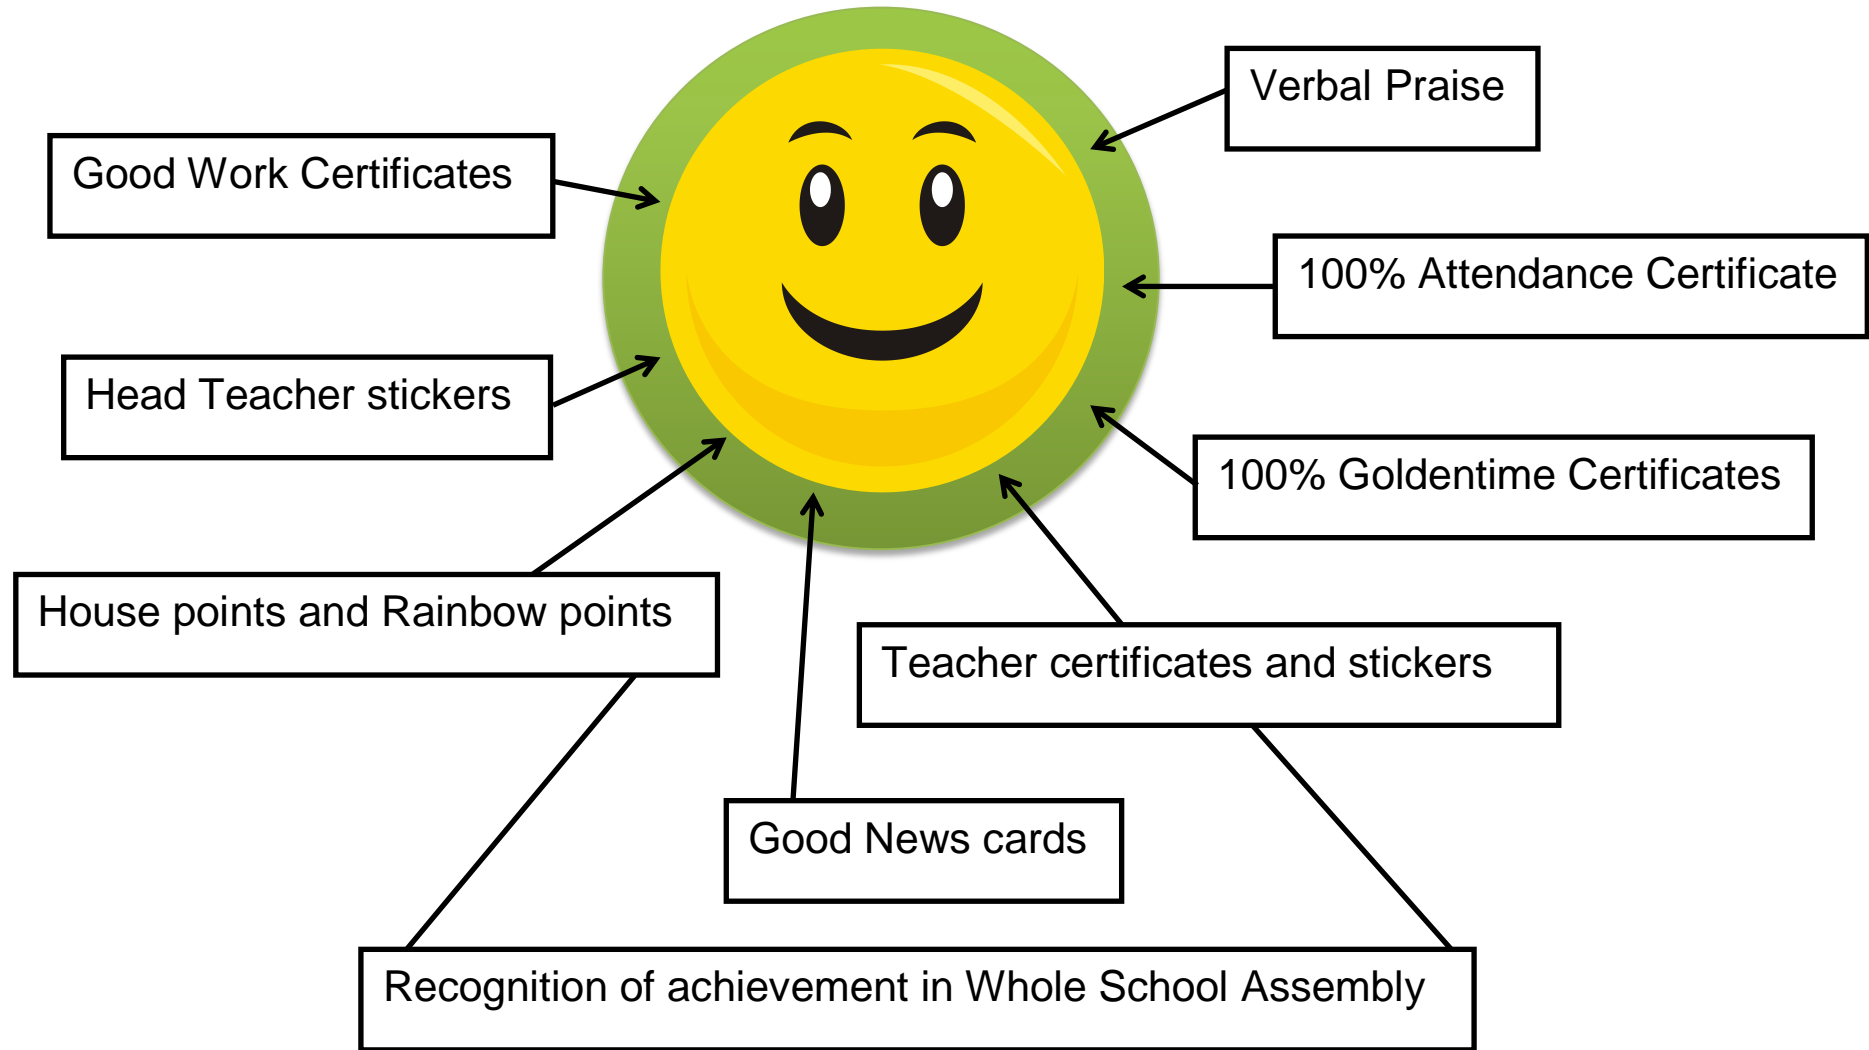 Verbal Praise
Good Work Certificates
100% Attendance Certificate
Head Teacher stickers
100% Goldentime Certificates
House points and Rainbow points
Teacher certificates and stickers
Good News cards
Recognition of achievement in Whole School Assembly